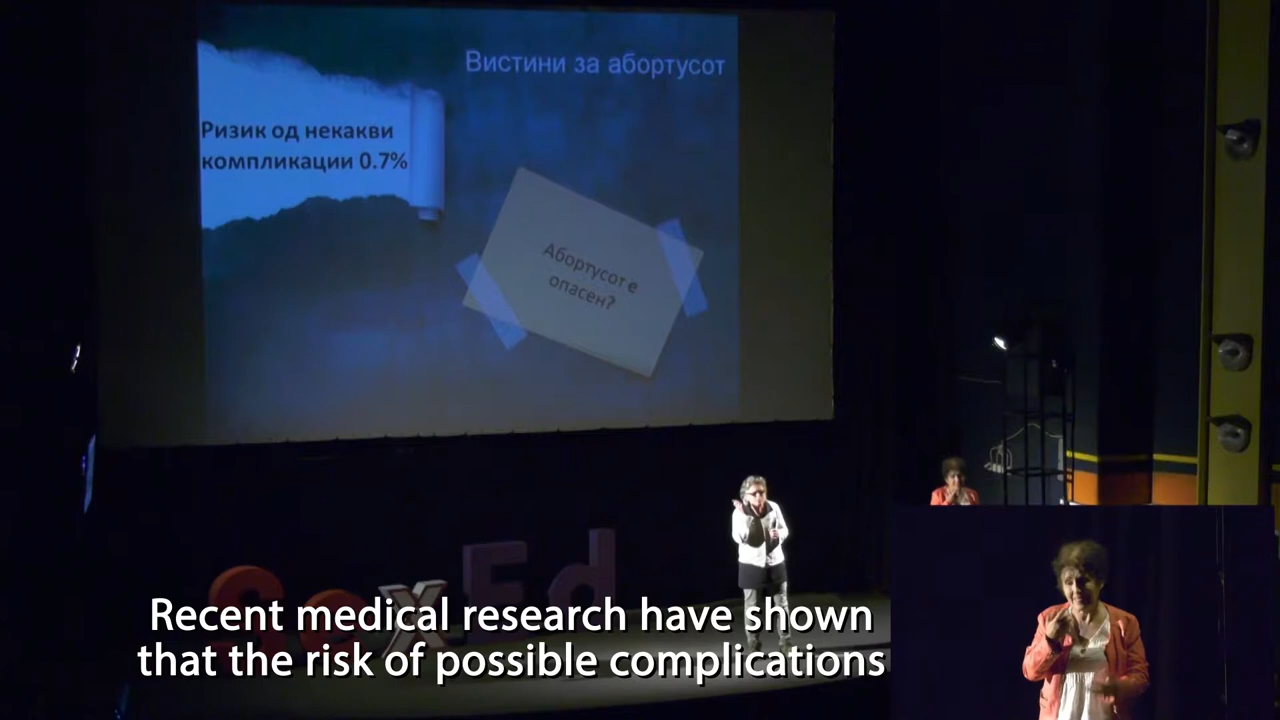 Вистини за абортусот
Ризик од некакви
компликации 0.7%
Абортусот е
опасен?
SexEd
Recent medical research have shown
that the risk of possible complications